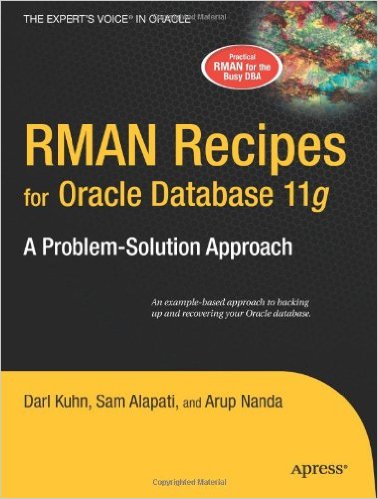 THE EXPERT'S VOICE® IN ORACLE
Practical
RMAN for the
Busy DBA
RMAN Recipes
for Oracle Database 11g
A Problem-Solution Approach
An example-based approach to backing
up and recovering your Oracle database.
Darl Kuhn, Sam Alapati, and Arup Nanda
Apress®